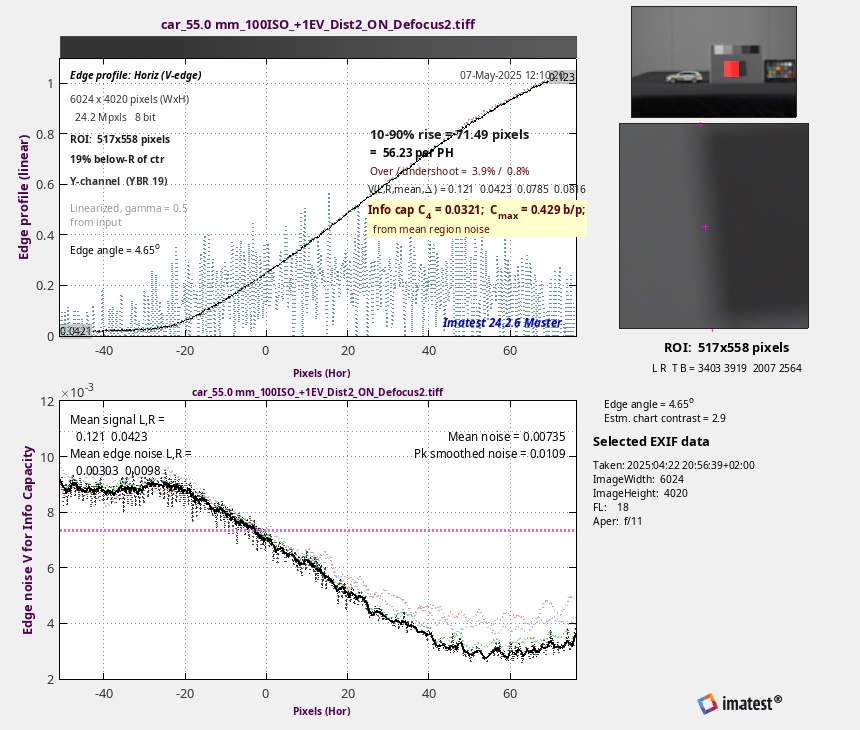 car_55.0 mm_100ISO_+1EV_Dist2_ON_Defocus2.tiff
Edge profile: Horiz (V-edge)
07-May-2025 12:10:20
0.123
6024 x 4020 pixels (WxH)
24.2 Mpxls 8 bit
ROI: 517x558 pixels
19% below-R of ctr
Y-channel (YBR 19)
Linearized, gamma = 0.5
from input
Edge angle = 4.65º
10-90% rise = 71.49 pixels
= 56.23 per PH
Over / Undershoot = 3.9% / 0.8%
V(L,R,mean,Δ) = 0.121 0.0423 0.0785 0.0816
Info cap C4 = 0.0321; Cmax = 0.429 b/p;
from mean region noise
Imatest 24.2.6 Master
0.0421
Edge profile (linear)
1
0.8
0.6
0.4
0.2
0
-40 -20 0 20 40 60
Pixels (Hor)
ROI: 517x558 pixels
L R T B = 3403 3919 2007 2564
car_55.0 mm_100ISO_+1EV_Dist2_ON_Defocus2.tiff
×10-3
Mean signal L,R =
0.121 0.0423
Mean edge noise L,R =
0.00303 0.0098
Mean noise = 0.00735
Pk smoothed noise = 0.0109
Edge noise V for Info Capacity
12
10
8
6
4
2
-40 -20 0 20 40 60
Pixels (Hor)
Edge angle = 4.65º
Estm. chart contrast = 2.9
Selected EXIF data
Taken: 2025:04:22 20:56:39+02:00
ImageWidth: 6024
ImageHeight: 4020
FL: 18
Aper: f/11
imatest®